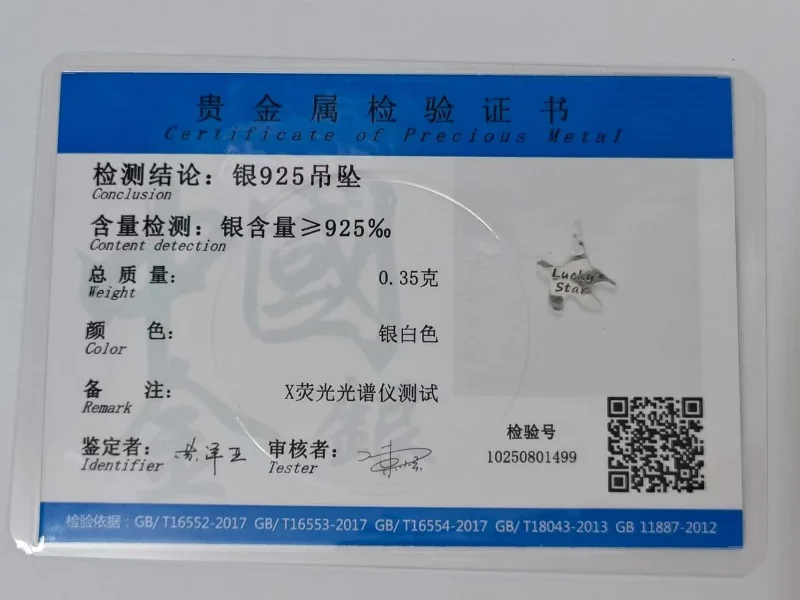 贵金属检验证书
Certificate of Precious Metal
检测结论：银925吊坠
Conclusion
含量检测：银含量≥925‰
Content detection
总质量： 0.35克
Weight
颜 色： 银白色
Color
备 注： X荧光光谱仪测试
Remark
鉴定者： 审核者：
Identifier Tester
Lucky
Star
检验号
10250801499
检验依据：GB/T16552-2017 GB/T16553-2017 GB/T16554-2017 GB/T18043-2013 GB 11887-2012